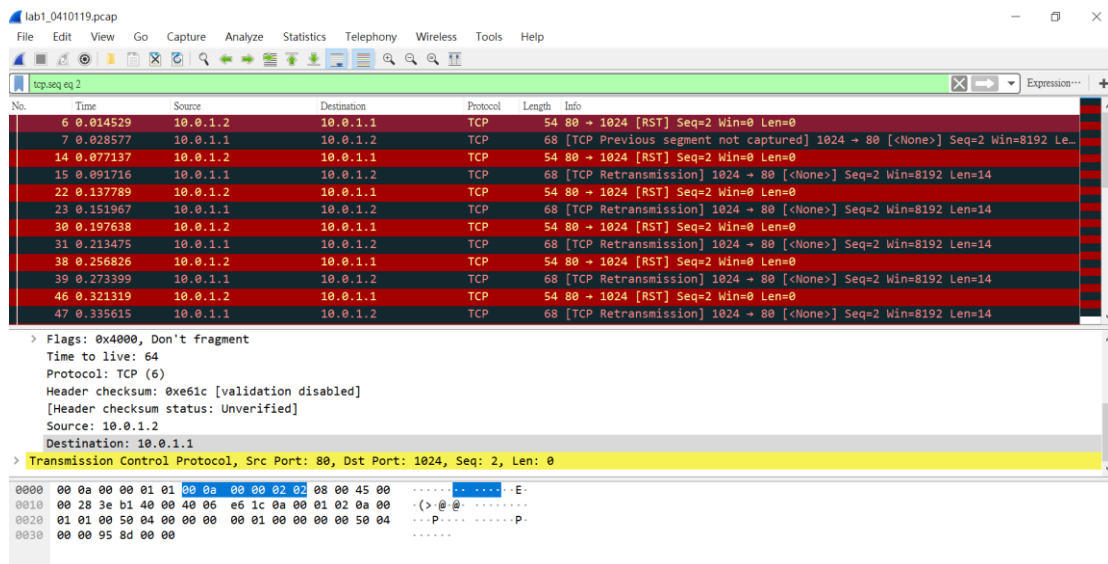 lab1_0410119.pcap
File Edit View Go Capture Analyze Statistics Telephony Wireless Tools Help
tcp.seq eq 2
Expression…
No. Time Source Destination Protocol Length Info
6 0.014529 10.0.1.2 10.0.1.1 TCP 54 80 → 1024 [RST] Seq=2 Win=0 Len=0
7 0.028577 10.0.1.1 10.0.1.2 TCP 68 [TCP Previous segment not captured] 1024 → 80 [<None>] Seq=2 Win=8192 Le…
14 0.077137 10.0.1.2 10.0.1.1 TCP 54 80 → 1024 [RST] Seq=2 Win=0 Len=0
15 0.091716 10.0.1.1 10.0.1.2 TCP 68 [TCP Retransmission] 1024 → 80 [<None>] Seq=2 Win=8192 Len=14
22 0.137789 10.0.1.2 10.0.1.1 TCP 54 80 → 1024 [RST] Seq=2 Win=0 Len=0
23 0.151967 10.0.1.1 10.0.1.2 TCP 68 [TCP Retransmission] 1024 → 80 [<None>] Seq=2 Win=8192 Len=14
30 0.197638 10.0.1.2 10.0.1.1 TCP 54 80 → 1024 [RST] Seq=2 Win=0 Len=0
31 0.213475 10.0.1.1 10.0.1.2 TCP 68 [TCP Retransmission] 1024 → 80 [<None>] Seq=2 Win=8192 Len=14
38 0.256826 10.0.1.2 10.0.1.1 TCP 54 80 → 1024 [RST] Seq=2 Win=0 Len=0
39 0.273399 10.0.1.1 10.0.1.2 TCP 68 [TCP Retransmission] 1024 → 80 [<None>] Seq=2 Win=8192 Len=14
46 0.321319 10.0.1.2 10.0.1.1 TCP 54 80 → 1024 [RST] Seq=2 Win=0 Len=0
47 0.335615 10.0.1.1 10.0.1.2 TCP 68 [TCP Retransmission] 1024 → 80 [<None>] Seq=2 Win=8192 Len=14
> Flags: 0x4000, Don't fragment
Time to live: 64
Protocol: TCP (6)
Header checksum: 0xe61c [validation disabled]
[Header checksum status: Unverified]
Source: 10.0.1.2
Destination: 10.0.1.1
> Transmission Control Protocol, Src Port: 80, Dst Port: 1024, Seq: 2, Len: 0
0000 00 0a 00 00 01 01 00 0a 00 00 02 02 08 00 45 00 ··············E·
0010 00 28 3e b1 40 00 40 06 e6 1c 0a 00 01 02 0a 00 ·(>·@·@·········
0020 01 01 00 50 04 00 00 00 00 01 00 00 00 00 50 04 ···P··········P·
0030 00 00 95 8d 00 00 ······